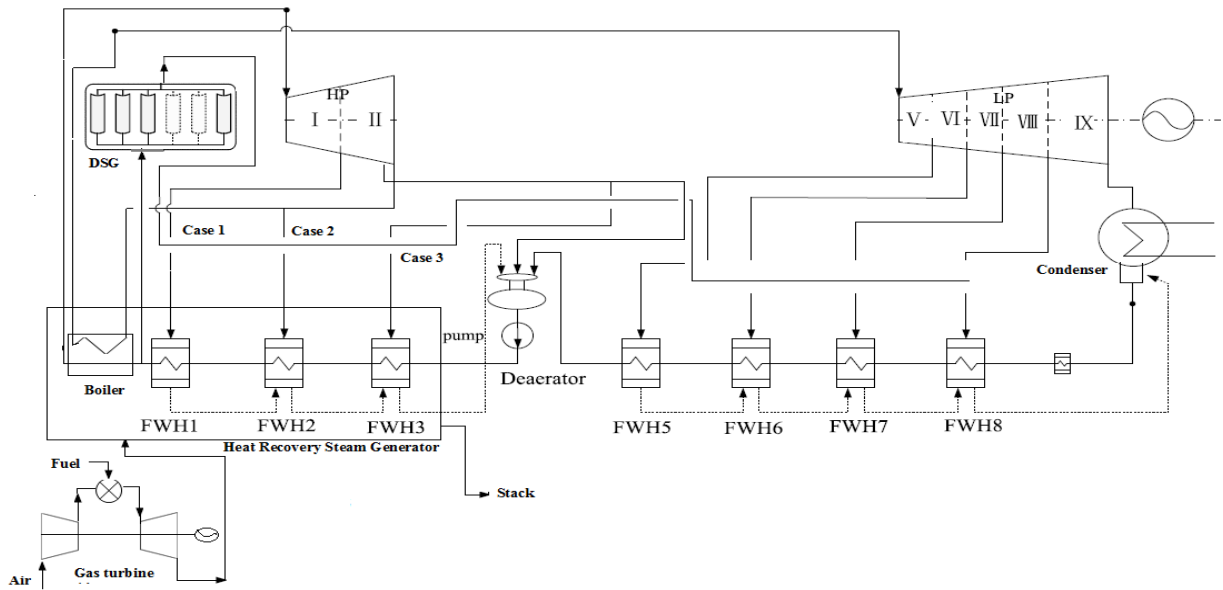 HP
I
II
DSG
LP
V
VI
VII
VIII
IX
Case 1
Case 2
Case 3
Condenser
pump
Deaerator
Boiler
FWH1
FWH2
FWH3
FWH5
FWH6
FWH7
FWH8
Heat Recovery Steam Generator
Fuel
Stack
Gas turbine
Air